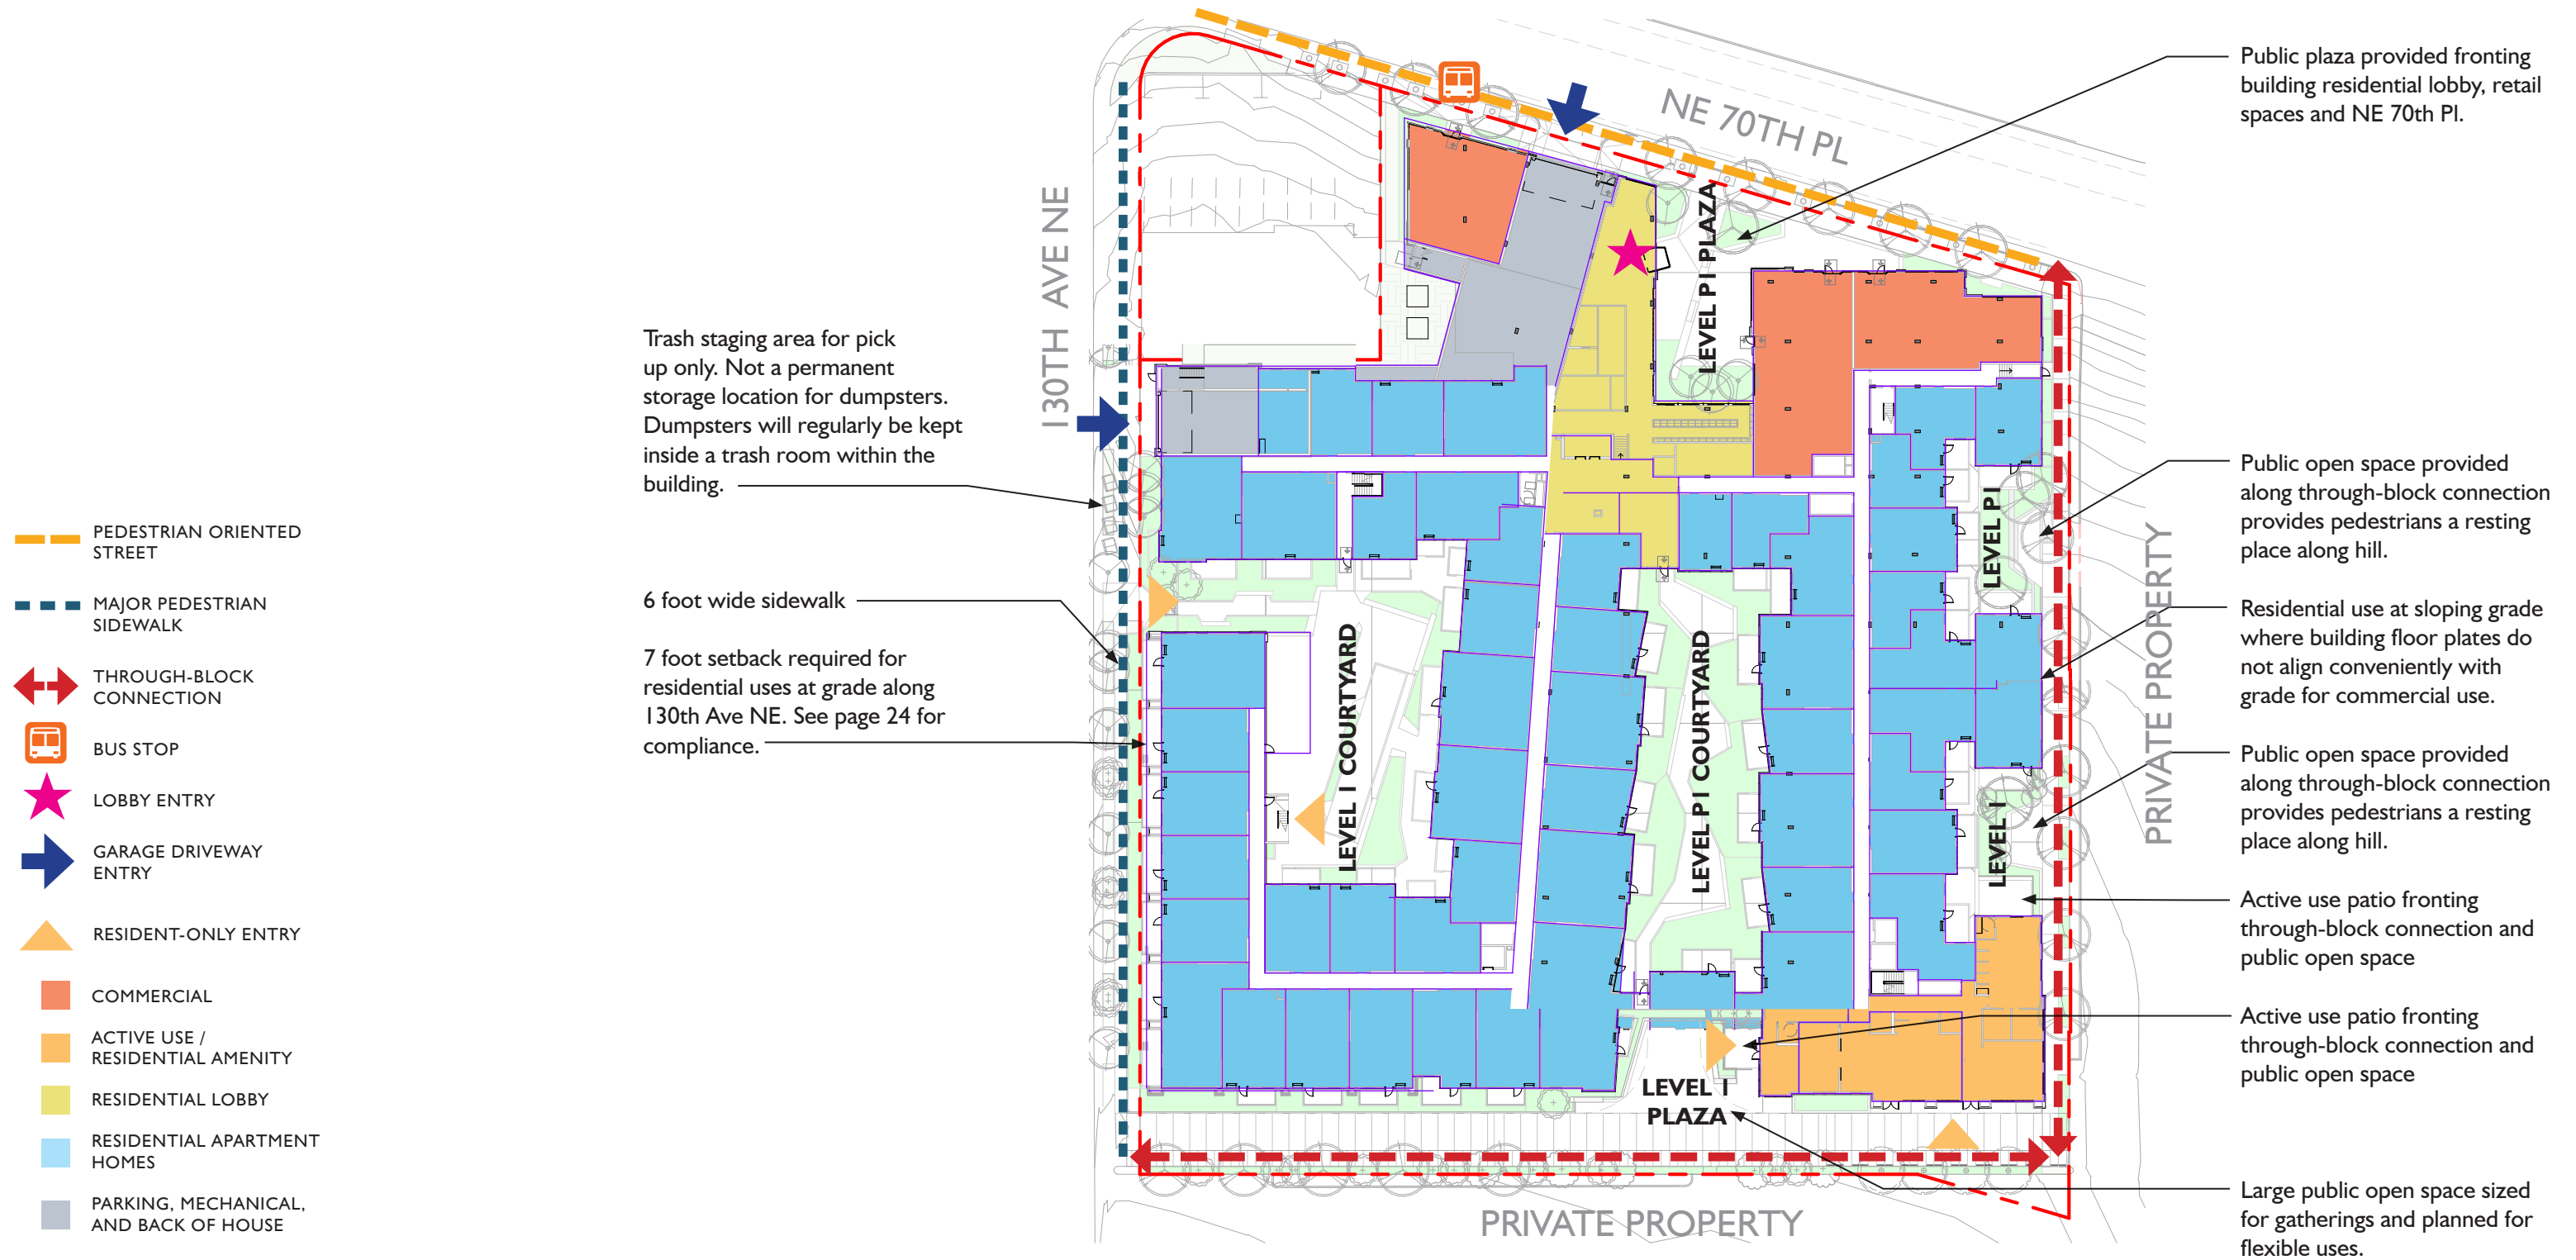 PEDESTRIAN ORIENTED
STREET
MAJOR PEDESTRIAN
SIDEWALK
THROUGH-BLOCK
CONNECTION
BUS STOP
LOBBY ENTRY
GARAGE DRIVEWAY
ENTRY
RESIDENT-ONLY ENTRY
COMMERCIAL
ACTIVE USE /
RESIDENTIAL AMENITY
RESIDENTIAL LOBBY
RESIDENTIAL APARTMENT
HOMES
PARKING, MECHANICAL,
AND BACK OF HOUSE
Trash staging area for pick
up only. Not a permanent
storage location for dumpsters.
Dumpsters will regularly be kept
inside a trash room within the
building.
6 foot wide sidewalk
7 foot setback required for
residential uses at grade along
130th Ave NE. See page 24 for
compliance.
130TH AVE NE
NE 70TH PL
LEVEL P1 PLAZA
LEVEL 1 COURTYARD
LEVEL P1 COURTYARD
LEVEL P1
LEVEL 1
LEVEL 1
PLAZA
PRIVATE PROPERTY
PRIVATE PROPERTY
Public plaza provided fronting
building residential lobby, retail
spaces and NE 70th Pl.
Public open space provided
along through-block connection
provides pedestrians a resting
place along hill.
Residential use at sloping grade
where building floor plates do
not align conveniently with
grade for commercial use.
Public open space provided
along through-block connection
provides pedestrians a resting
place along hill.
Active use patio fronting
through-block connection and
public open space
Active use patio fronting
through-block connection and
public open space
Large public open space sized
for gatherings and planned for
flexible uses.